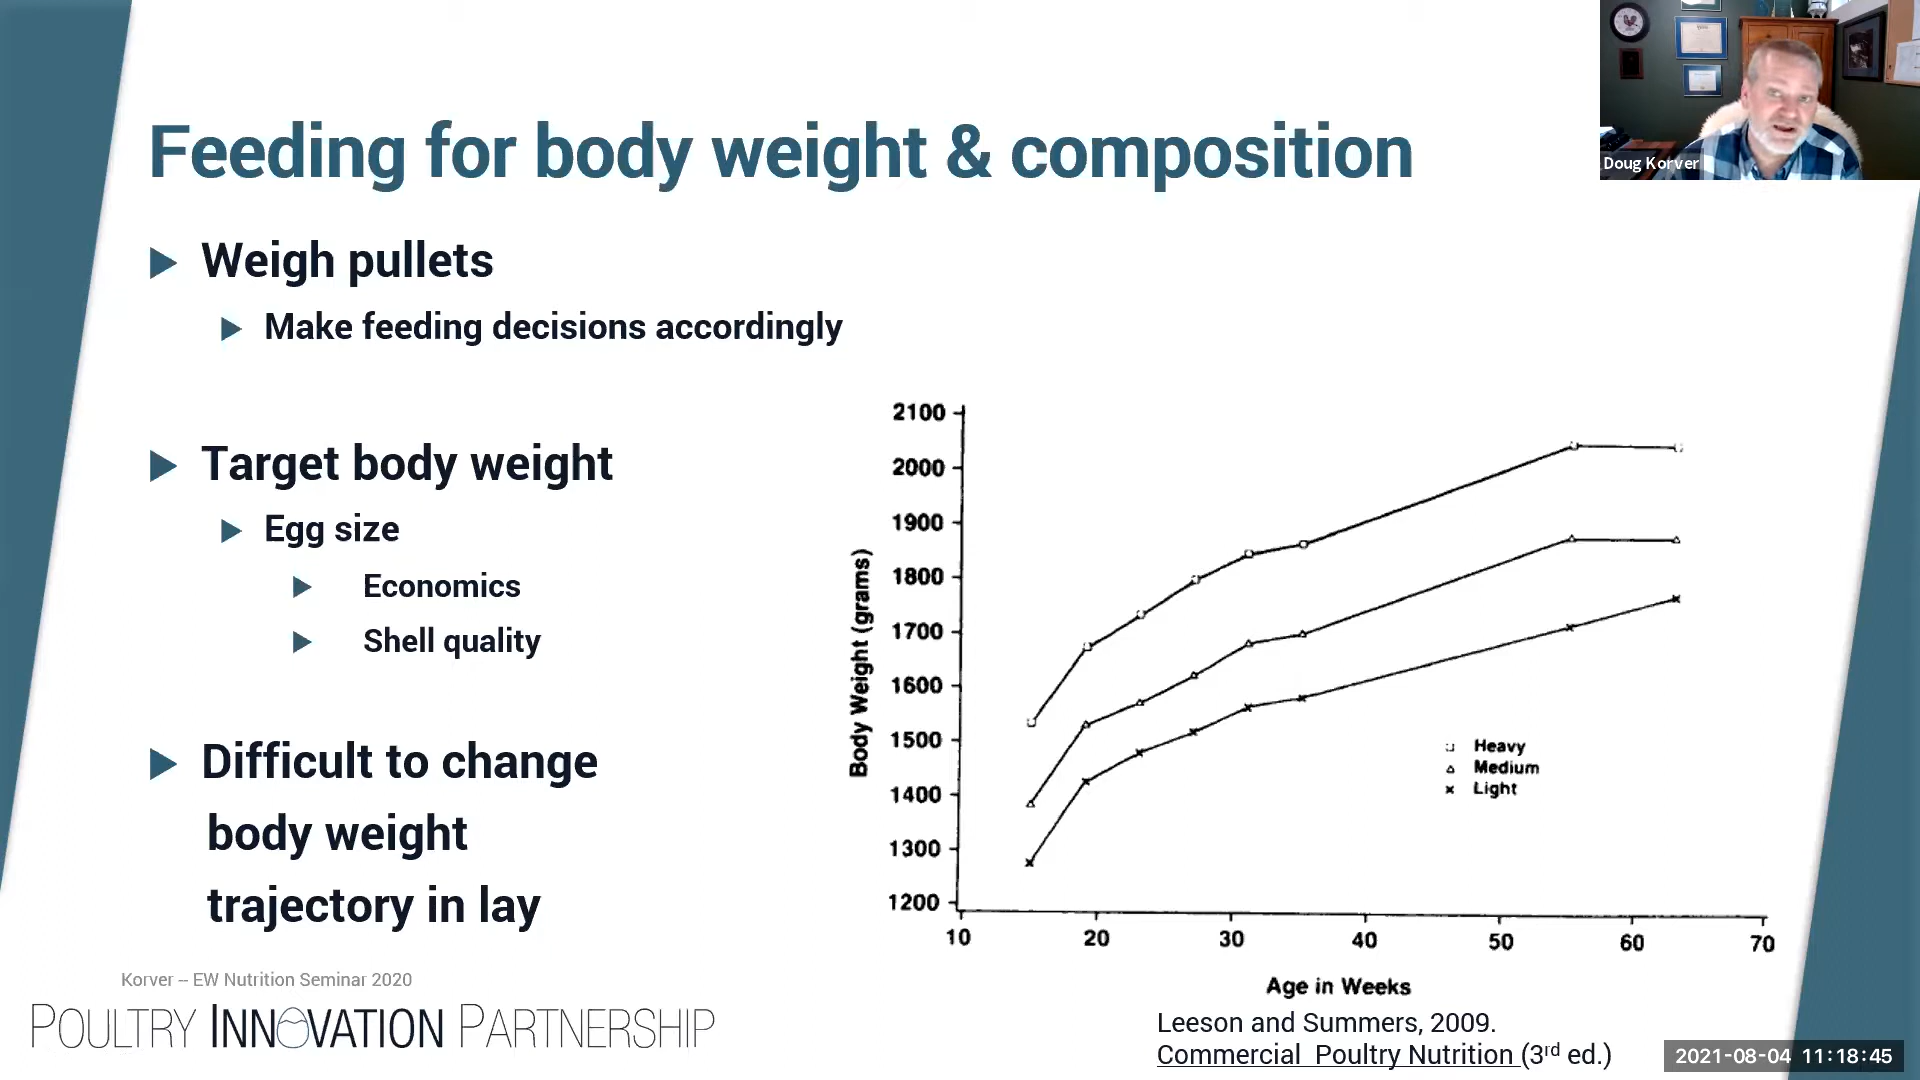 Feeding for body weight & composition
Doug Korver
Weigh pullets
Make feeding decisions accordingly
Target body weight
Egg size
Economics
Shell quality
Difficult to change
body weight
trajectory in lay
2100
2000
1900
1800
1700
1600
1500
1400
1300
1200
Body Weight (grams)
Heavy
Medium
Light
10 20 30 40 50 60 70
Age in Weeks
Leeson and Summers, 2009.
Commercial Poultry Nutrition (3rd ed.)
Korver – EW Nutrition Seminar 2020
POULTRY INNOVATION PARTNERSHIP
2021-08-04 11:18:45